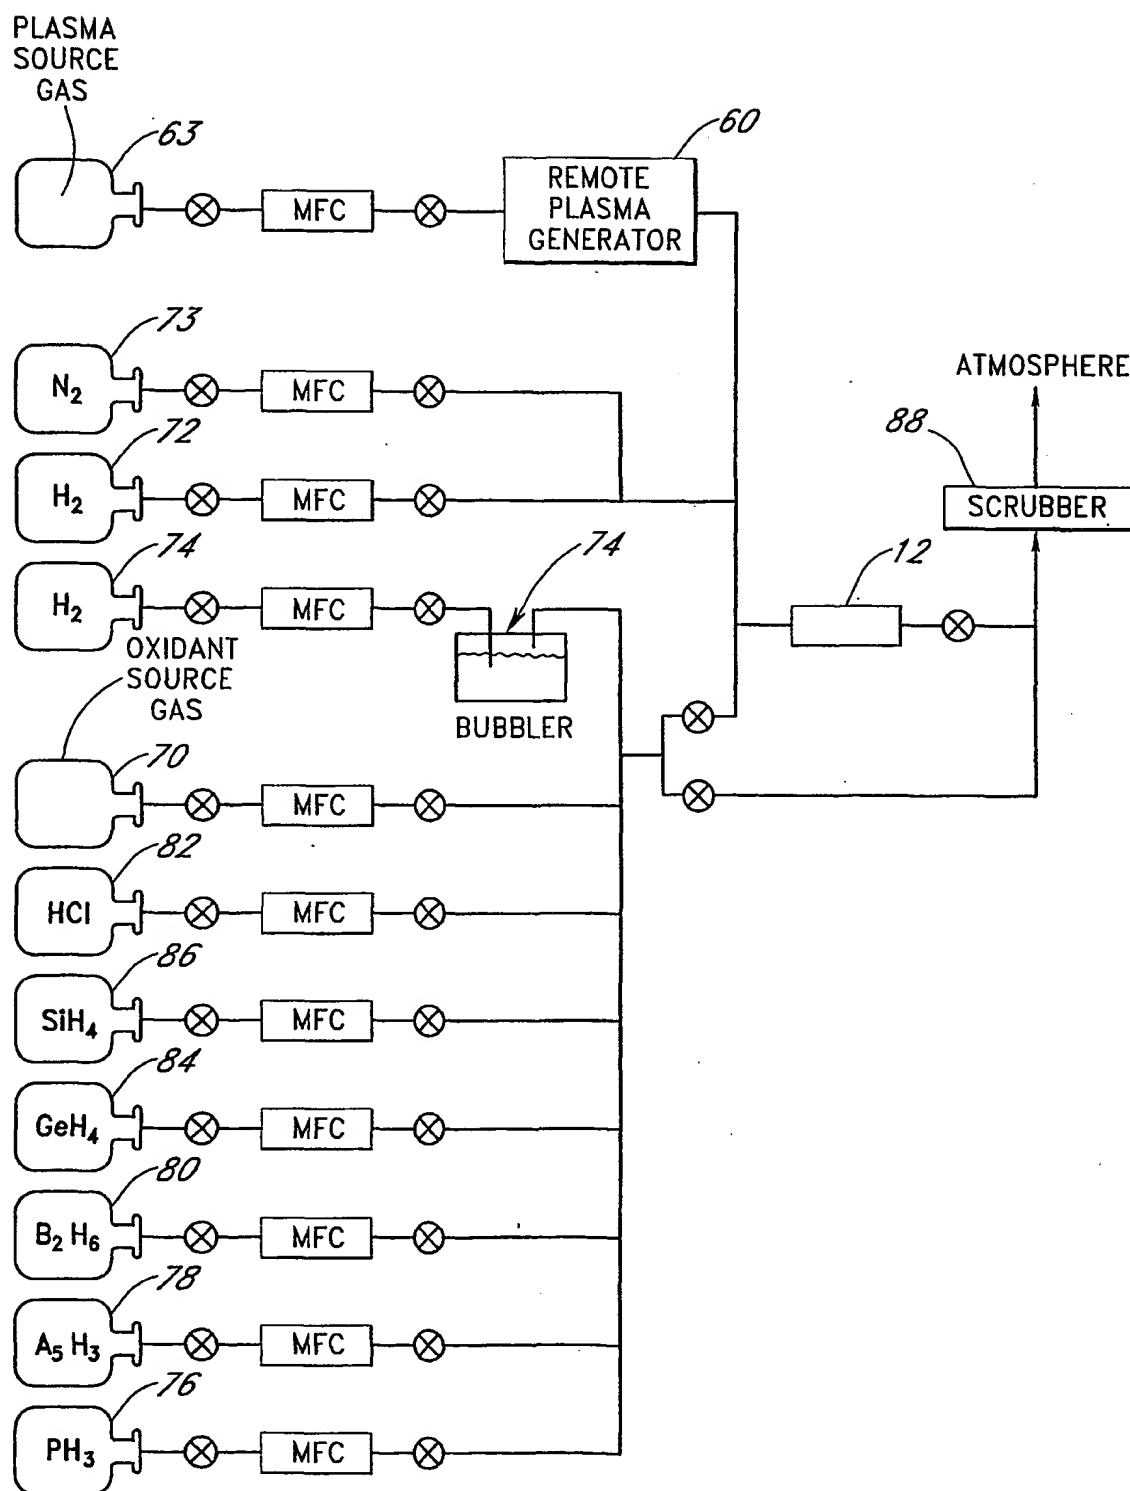 PLASMA
SOURCE
GAS
63
MFC
60
REMOTE
PLASMA
GENERATOR
73
N2
MFC
72
H2
MFC
74
H2
MFC
74
BUBBLER
12
ATMOSPHERE
88
SCRUBBER
OXIDANT
SOURCE
GAS
70
MFC
82
HCl
MFC
86
SiH4
MFC
84
GeH4
MFC
80
B2 H6
MFC
78
A5 H3
MFC
76
PH3
MFC